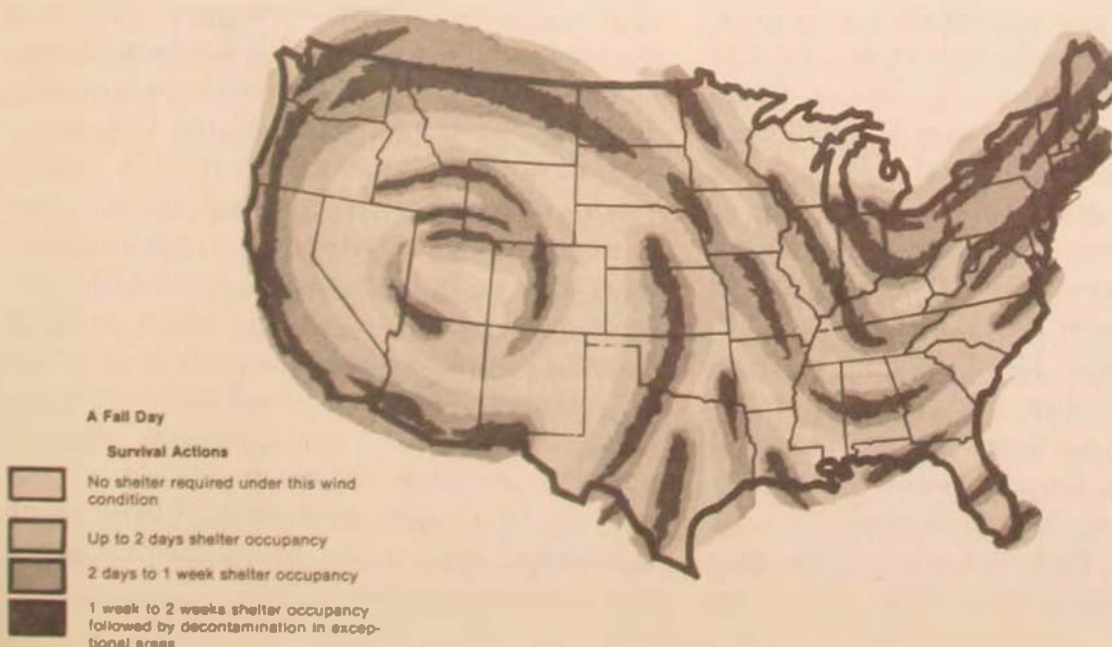 A Fall Day
Survival Actions
No shelter required under this wind
condition
Up to 2 days shelter occupancy
2 days to 1 week shelter occupancy
1 week to 2 weeks shelter occupancy
followed by decontamination in excep-
tional areas